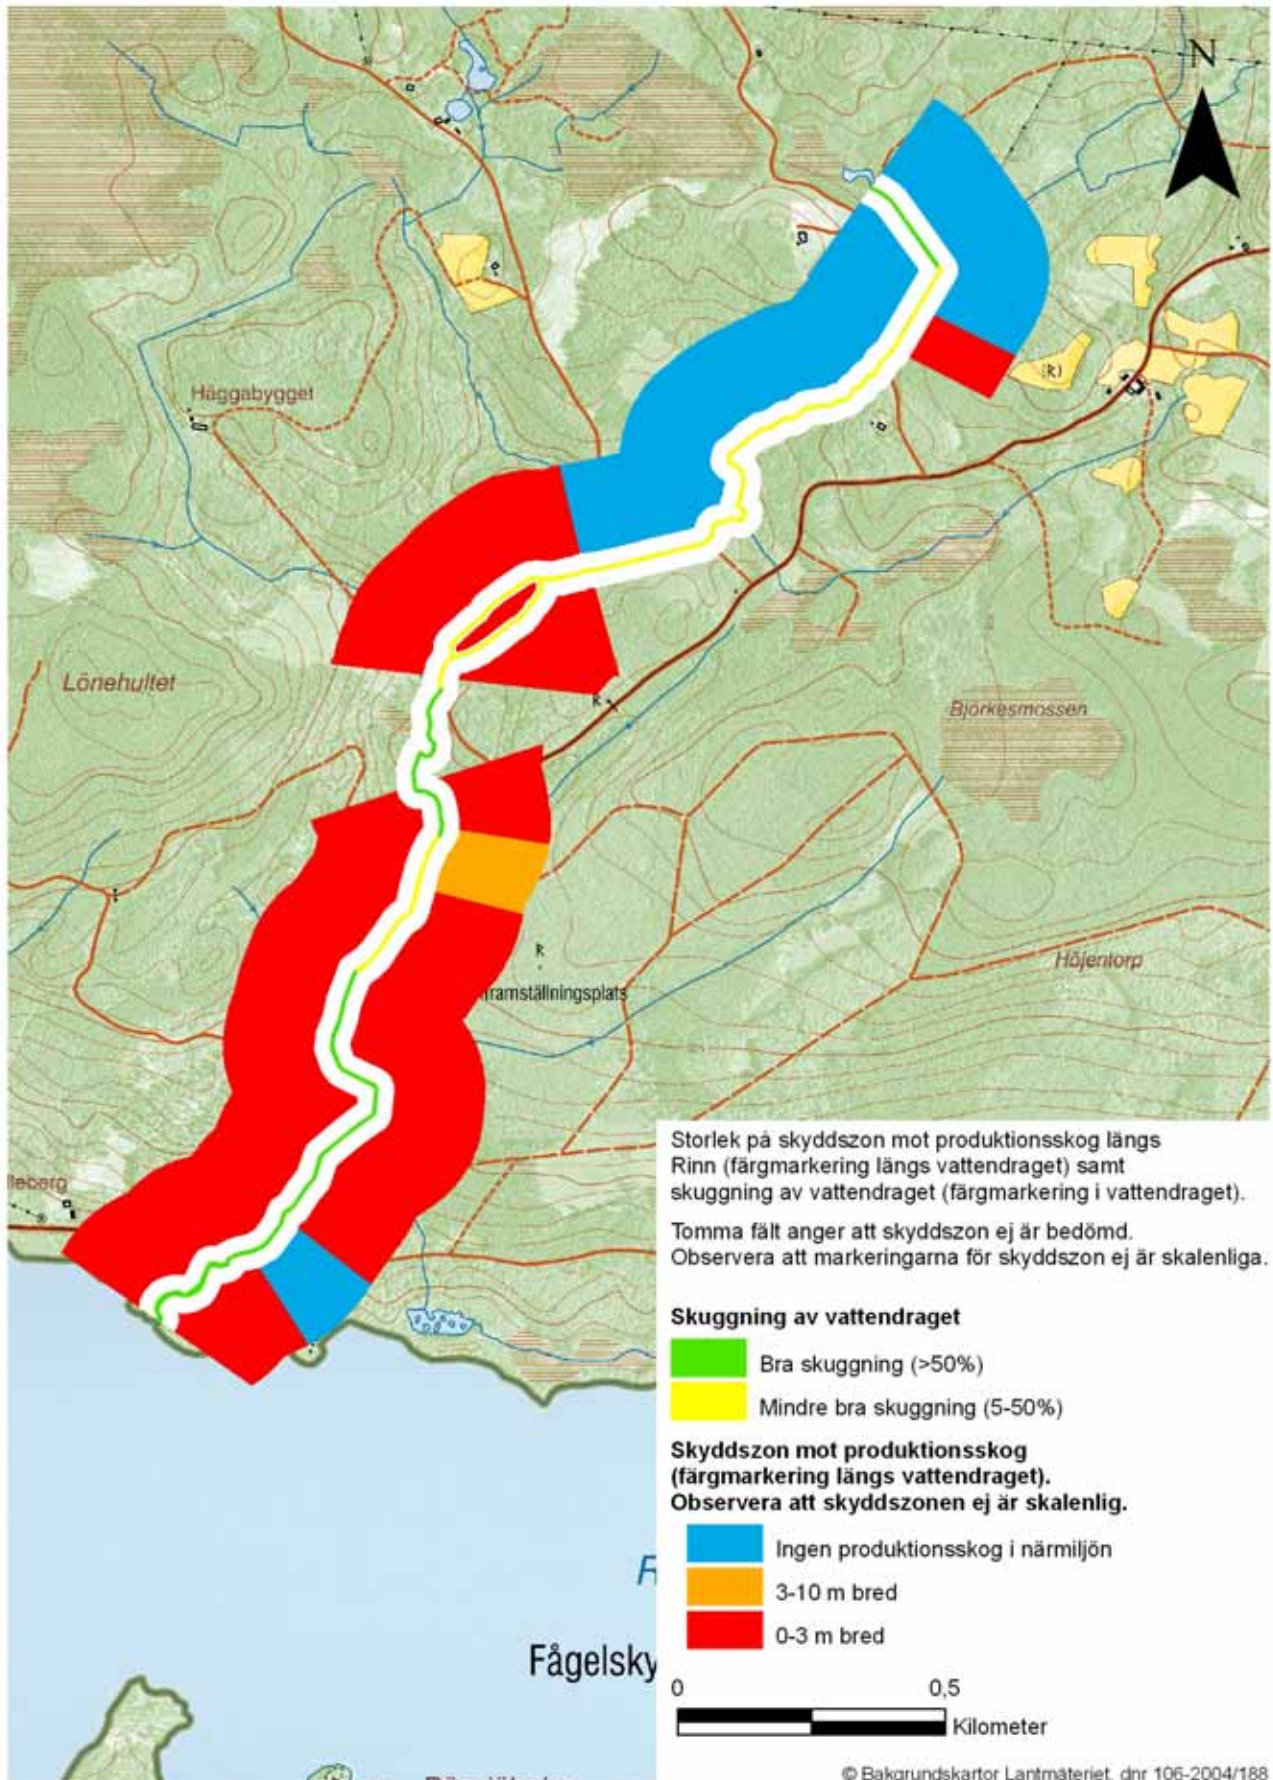 N
(R)
Häggabygget
Lönehultet
R
Björkesmossen
R
Höjentorp
framställningsplats
lleberg
Storlek på skyddszon mot produktionsskog längs
Rinn (färgmarkering längs vattendraget) samt
skuggning av vattendraget (färgmarkering i vattendraget).
Tomma fält anger att skyddszon ej är bedömd.
Observera att markeringarna för skyddszon ej är skalenliga.
Skuggning av vattendraget
Bra skuggning (>50%)
Mindre bra skuggning (5-50%)
Skyddszon mot produktionsskog
(färgmarkering längs vattendraget).
Observera att skyddszonen ej är skalenlig.
Ingen produktionsskog i närmiljön
3-10 m bred
0-3 m bred
R
Fågelsky
0 0,5
Kilometer
© Bakgrundskartor Lantmäteriet, dnr 106-2004/188